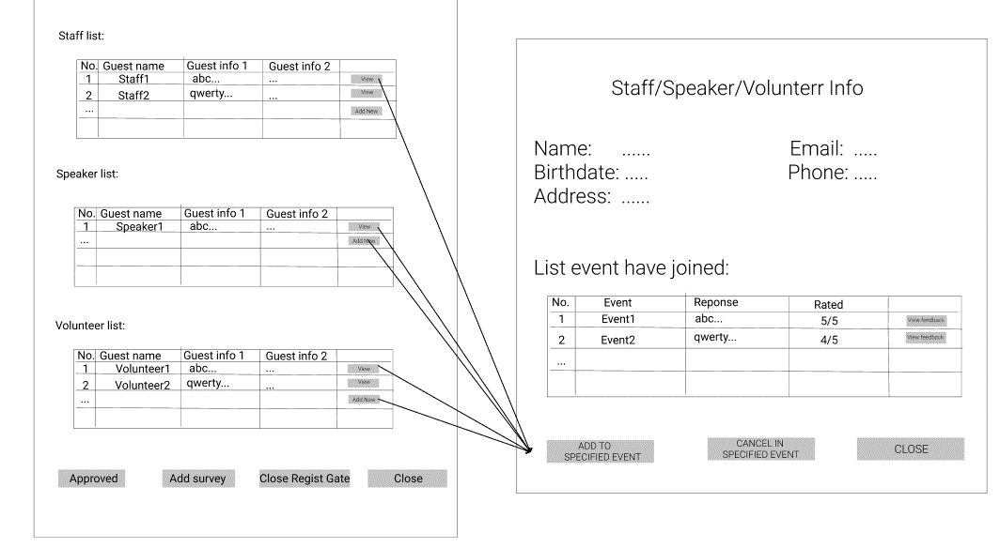 Staff list:
No. Guest name Guest info 1 Guest info 2
1 Staff1 abc... ... View
2 Staff2 qwerty... ... View
... Add New
Speaker list:
No. Guest name Guest info 1 Guest info 2
1 Speaker1 abc... ... View
... Add New
Volunteer list:
No. Guest name Guest info 1 Guest info 2
1 Volunteer1 abc... ... View
2 Volunteer2 qwerty... ... View
... Add New
Approved Add survey Close Regist Gate Close
Staff/Speaker/Volunterr Info
Name: ...... Email: .....
Birthdate: ..... Phone: .....
Address: ......
List event have joined:
No. Event Reponse Rated
1 Event1 abc... 5/5 View feedback
2 Event2 qwerty... 4/5 View feedback
...
ADD TO
SPECIFIED EVENT
CANCEL IN
SPECIFIED EVENT
CLOSE